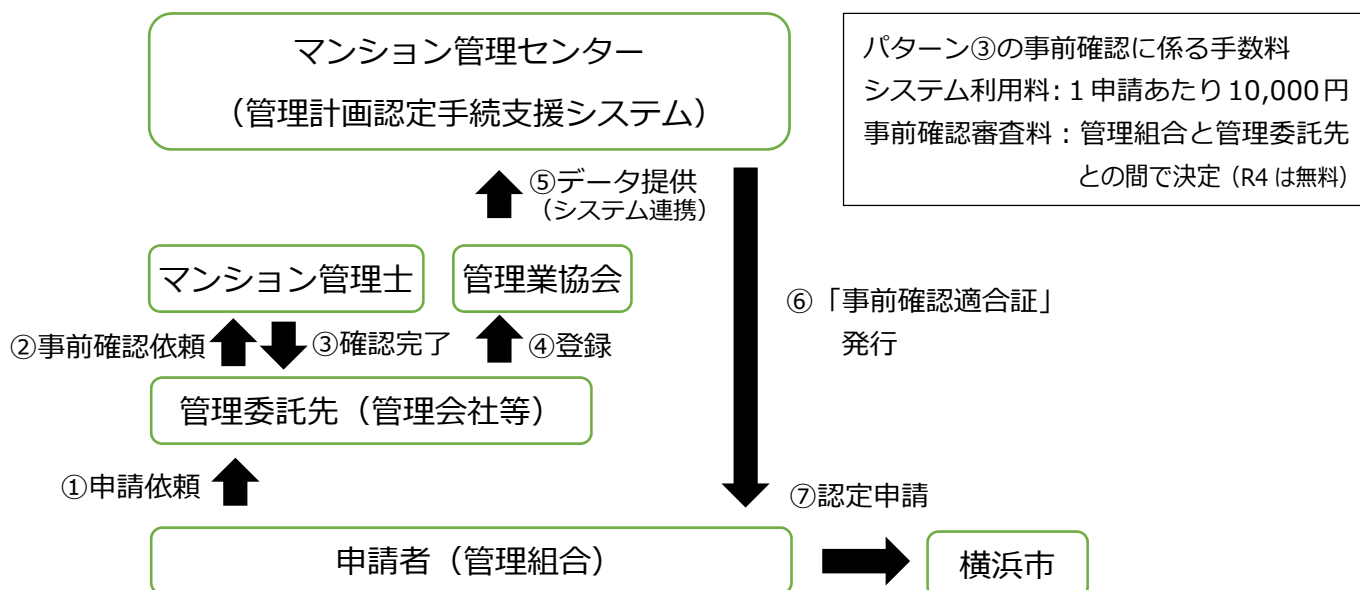 マンション管理センター
（管理計画認定手続支援システム）
パターン③の事前確認に係る手数料
システム利用料：１申請あたり10,000円
事前確認審査料：管理組合と管理委託先
との間で決定（R4 は無料）
⑤データ提供
（システム連携）
マンション管理士
管理業協会
⑥「事前確認適合証」
発行
②事前確認依頼
③確認完了
④登録
管理委託先（管理会社等）
①申請依頼
⑦認定申請
申請者（管理組合）
横浜市